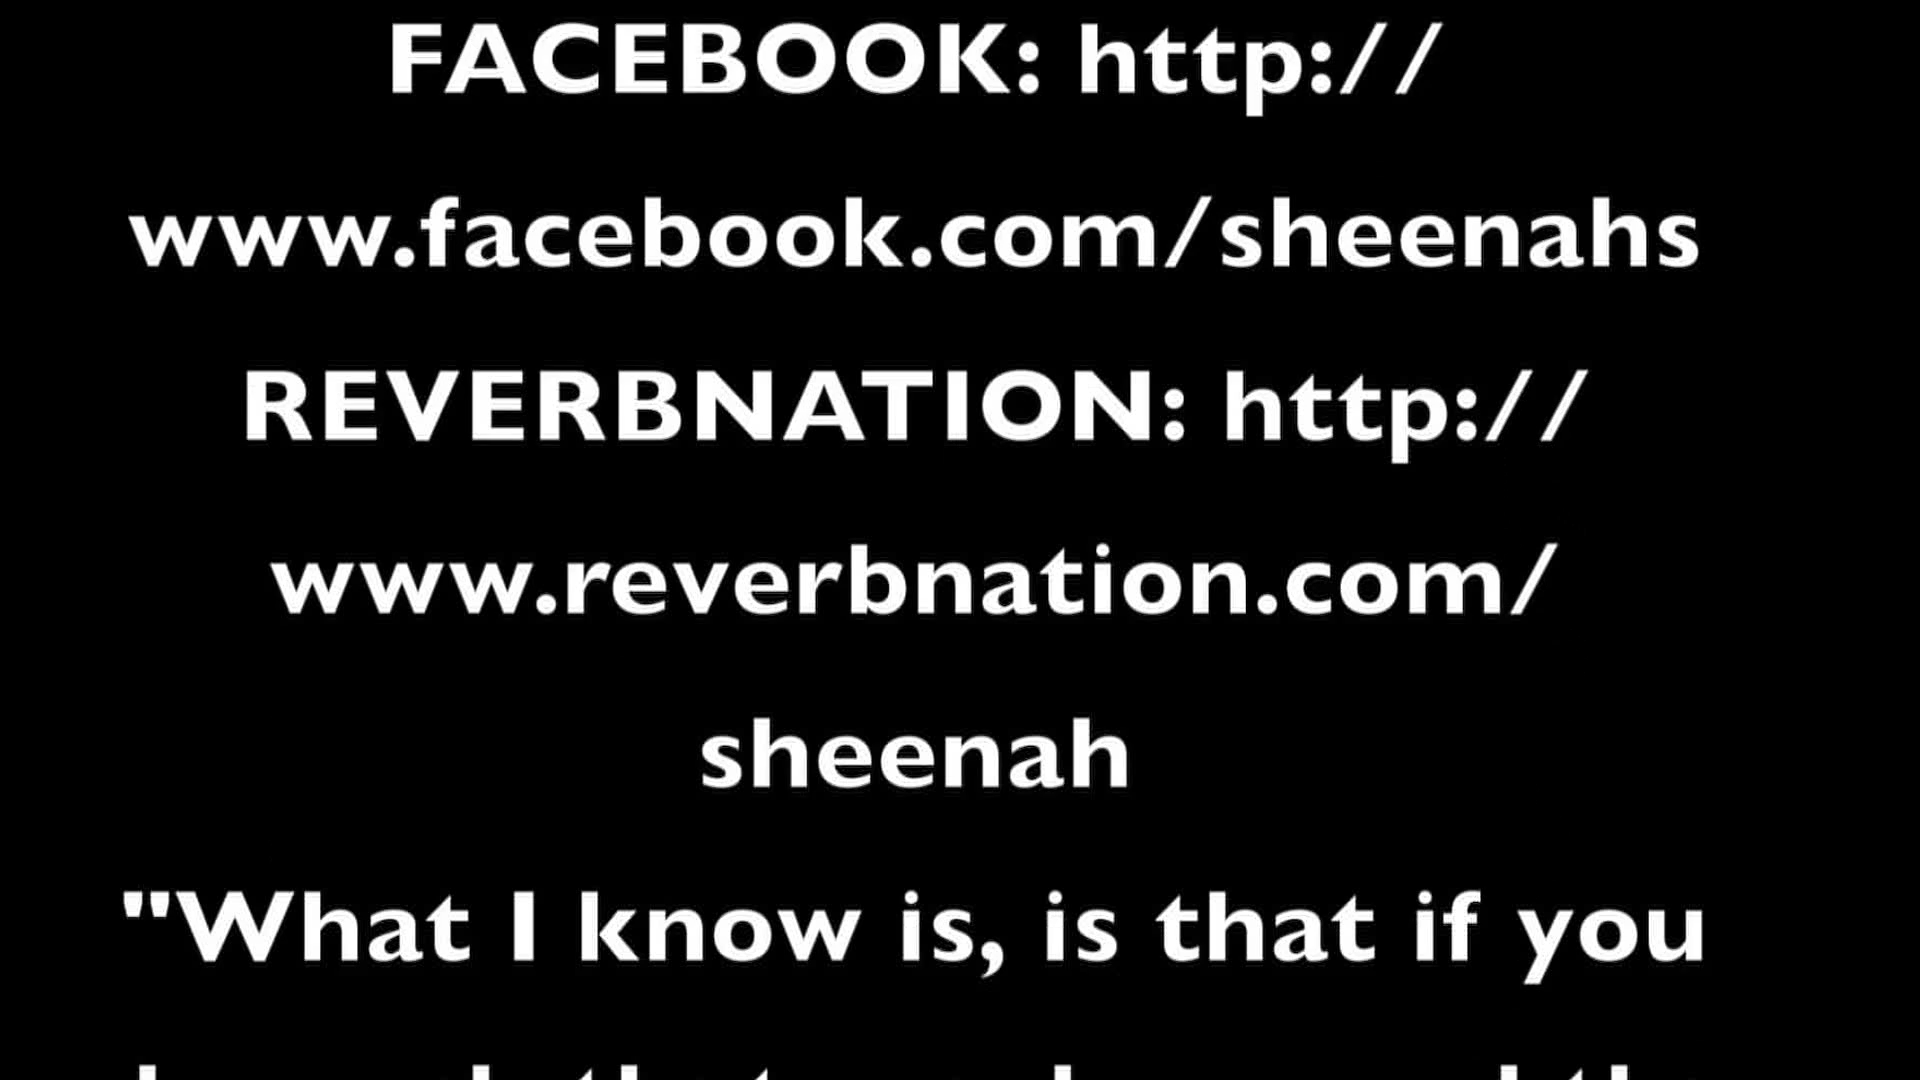 FACEBOOK: http://
www.facebook.com/sheenahs
REVERBNATION: http://
www.reverbnation.com/
sheenah
"What I know is, is that if you